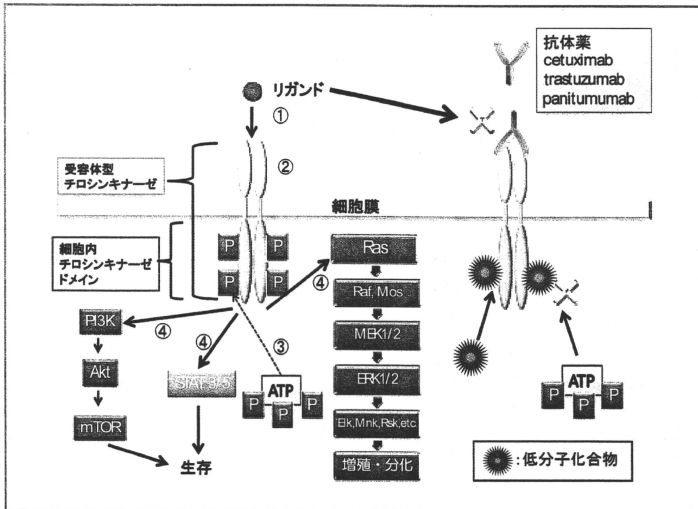 抗体薬
cetuximab
trastuzumab
panitumumab
リガンド
①
②
受容体型
チロシンキナーゼ
細胞膜
細胞内
チロシンキナーゼ
ドメイン
P
P
P
P
④
Ras
Raf, Mos
MEK1/2
ERK1/2
Elk,Mnk,Rsk,etc
増殖・分化
④
PI3K
Akt
mTOR
④
STAT3/5
生存
③
ATP
P
P
P
ATP
P
P
P
:低分子化合物